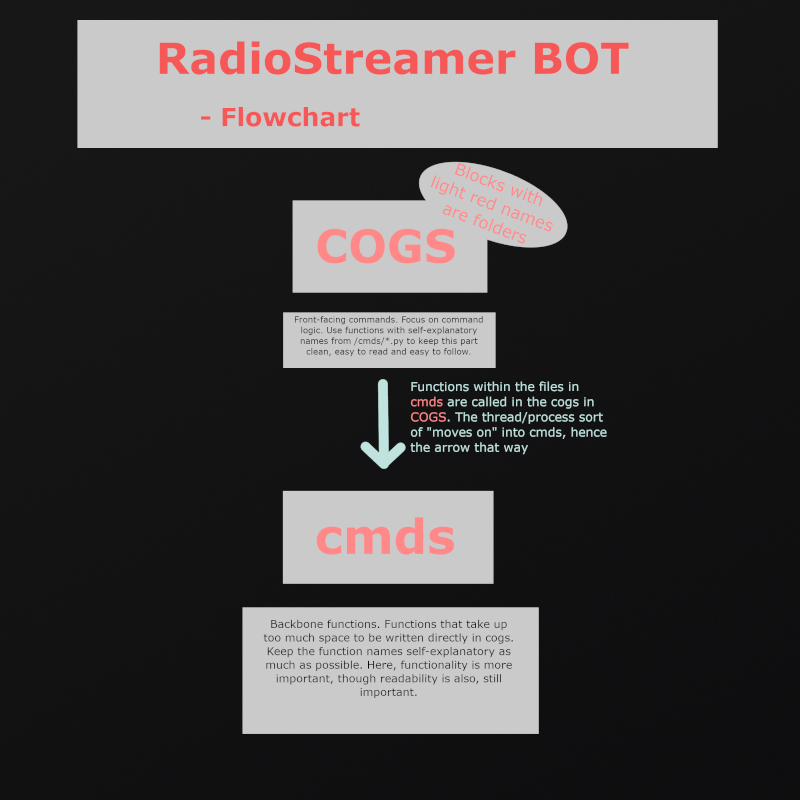 RadioStreamer BOT
- Flowchart
Blocks with
light red names
are folders
COGS
Front-facing commands. Focus on command
logic. Use functions with self-explanatory
names from /cmds/*.py to keep this part
clean, easy to read and easy to follow.
Functions within the files in
cmds are called in the cogs in
COGS. The thread/process sort
of "moves on" into cmds, hence
the arrow that way
cmds
Backbone functions. Functions that take up
too much space to be written directly in cogs.
Keep the function names self-explanatory as
much as possible. Here, functionality is more
important, though readability is also, still
important.